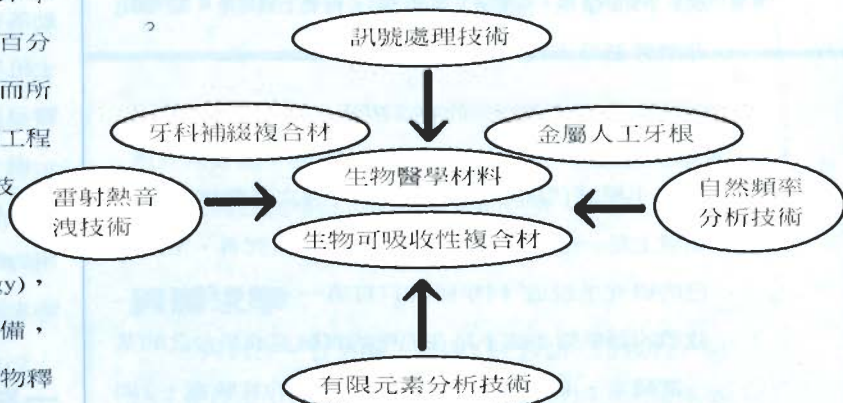 百分
而所
工程
技
gy)，
備，
物釋
訊號處理技術
牙科補綴複合材
金屬人工牙根
生物醫學材料
雷射熱音
洩技術
自然頻率
分析技術
生物可吸收性複合材
有限元素分析技術